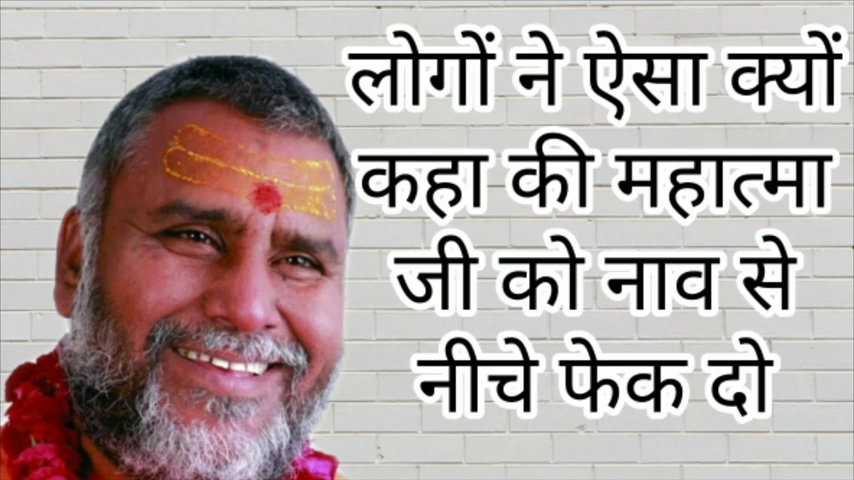 लोगों ने ऐसा क्यों
कहा की महात्मा
जी को नाव से
नीचे फेक दो